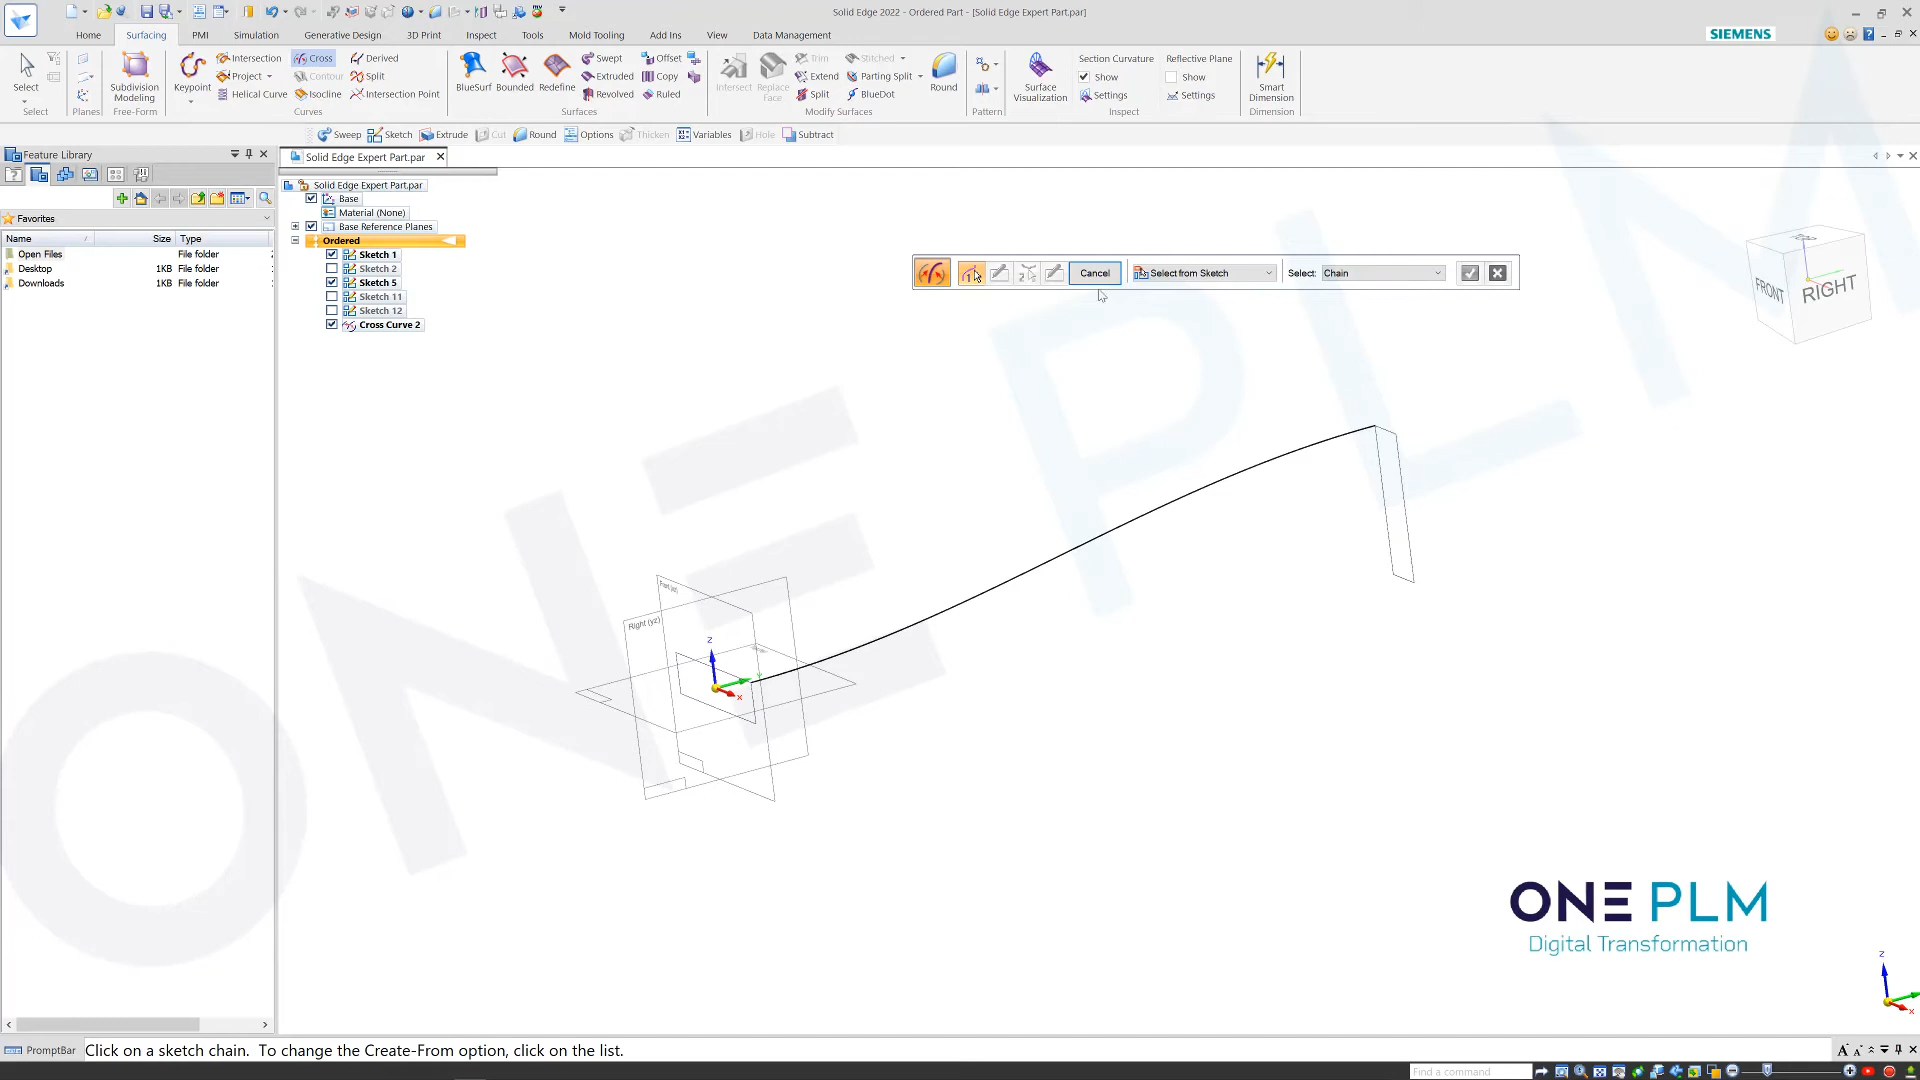 Solid Edge 2022 - Ordered Part - [Solid Edge Expert Part.par]
Home Surfacing PMI Simulation Generative Design 3D Print Inspect Tools Mold Tooling Add Ins View Data Management
SIEMENS
Select
Select
Planes
Subdivision Modeling
Free-Form
Keypoint
Intersection
Project
Helical Curve
Cross
Contour
Isocline
Derived
Split
Intersection Point
Curves
BlueSurf
Bounded
Redefine
Swept
Extruded
Revolved
Offset
Copy
Ruled
Surfaces
Intersect
Replace Face
Trim
Extend
Split
Stitched
Parting Split
BlueDot
Round
Modify Surfaces
Pattern
Surface Visualization
Section Curvature
Show
Settings
Reflective Plane
Show
Settings
Inspect
Smart Dimension
Dimension
Sweep Sketch Extrude Cut Round Options Thicken Variables Hole Subtract
Feature Library
Favorites
Name Size Type
Open Files File folder
Desktop 1KB File folder
Downloads 1KB File folder
Solid Edge Expert Part.par
Solid Edge Expert Part.par
Base
Material (None)
Base Reference Planes
Ordered
Sketch 1
Sketch 2
Sketch 5
Sketch 11
Sketch 12
Cross Curve 2
Cancel Select from Sketch Select: Chain
FRONT
RIGHT
ONE PLM
Right (yz)
z
y
x
ONE PLM
Digital Transformation
z
x
PromptBar Click on a sketch chain. To change the Create-From option, click on the list.
Find a command